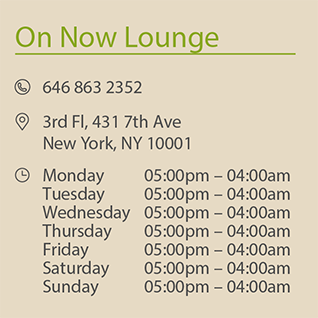 On Now Lounge
646 863 2352
3rd Fl, 431 7th Ave
New York, NY 10001
Monday 05:00pm – 04:00am
Tuesday 05:00pm – 04:00am
Wednesday 05:00pm – 04:00am
Thursday 05:00pm – 04:00am
Friday 05:00pm – 04:00am
Saturday 05:00pm – 04:00am
Sunday 05:00pm – 04:00am